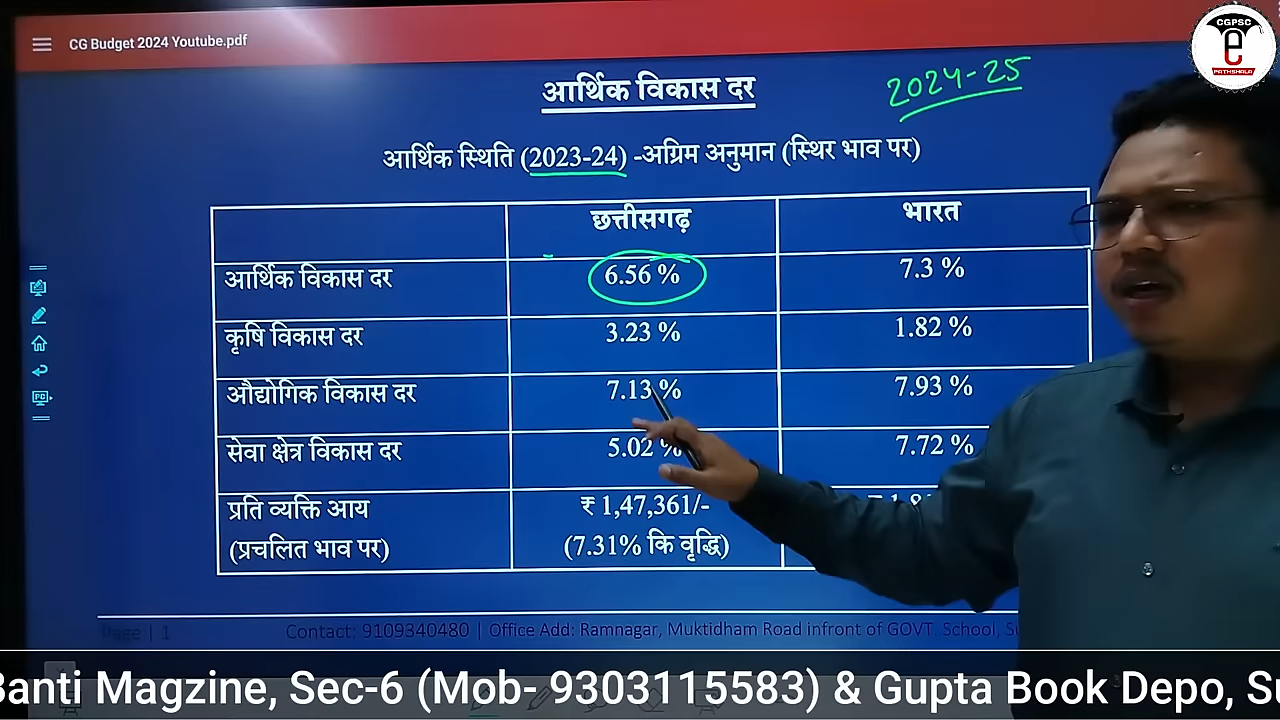 CG Budget 2024 Youtube.pdf
CGPSC
e
PATHSHALA
आर्थिक विकास दर
2024-25
आर्थिक स्थिति (2023-24) -अग्रिम अनुमान (स्थिर भाव पर)
छत्तीसगढ़ भारत
आर्थिक विकास दर 6.56 % 7.3 %
कृषि विकास दर 3.23 % 1.82 %
औद्योगिक विकास दर 7.13 % 7.93 %
सेवा क्षेत्र विकास दर 5.02 % 7.72 %
प्रति व्यक्ति आय ₹ 1,47,361/-
(प्रचलित भाव पर) (7.31% कि वृद्धि)
Page | 1 Contact: 9109340480 | Office Add: Ramnagar, Muktidham Road infront of GOVT. School,
Banti Magzine, Sec-6 (Mob- 9303115583) & Gupta Book Depo,